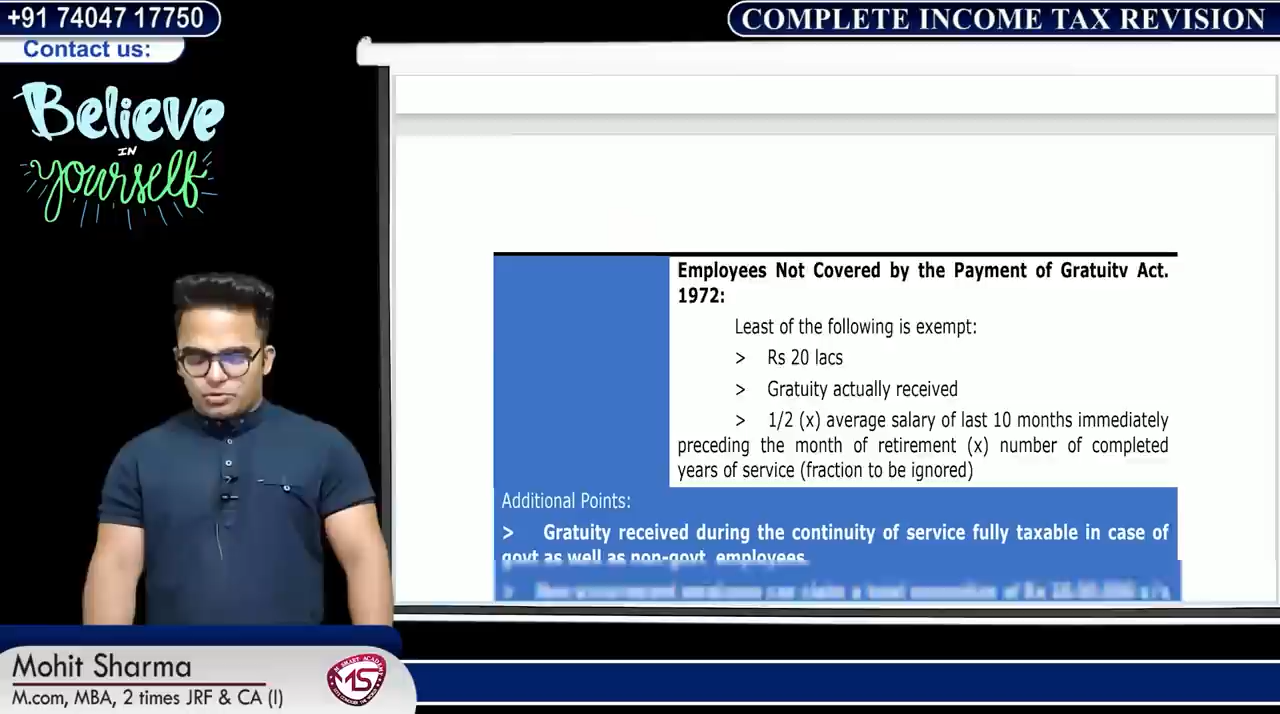 +91 74047 17750
Contact us:
COMPLETE INCOME TAX REVISION
Believe
IN
yourself
Employees Not Covered by the Payment of Gratuity Act.
1972:
Least of the following is exempt:
> Rs 20 lacs
> Gratuity actually received
> 1/2 (x) average salary of last 10 months immediately
preceding the month of retirement (x) number of completed
years of service (fraction to be ignored)
Additional Points:
> Gratuity received during the continuity of service fully taxable in case of
govt as well as non-govt. employees.
Mohit Sharma
M.com, MBA, 2 times JRF & CA (I)
MS